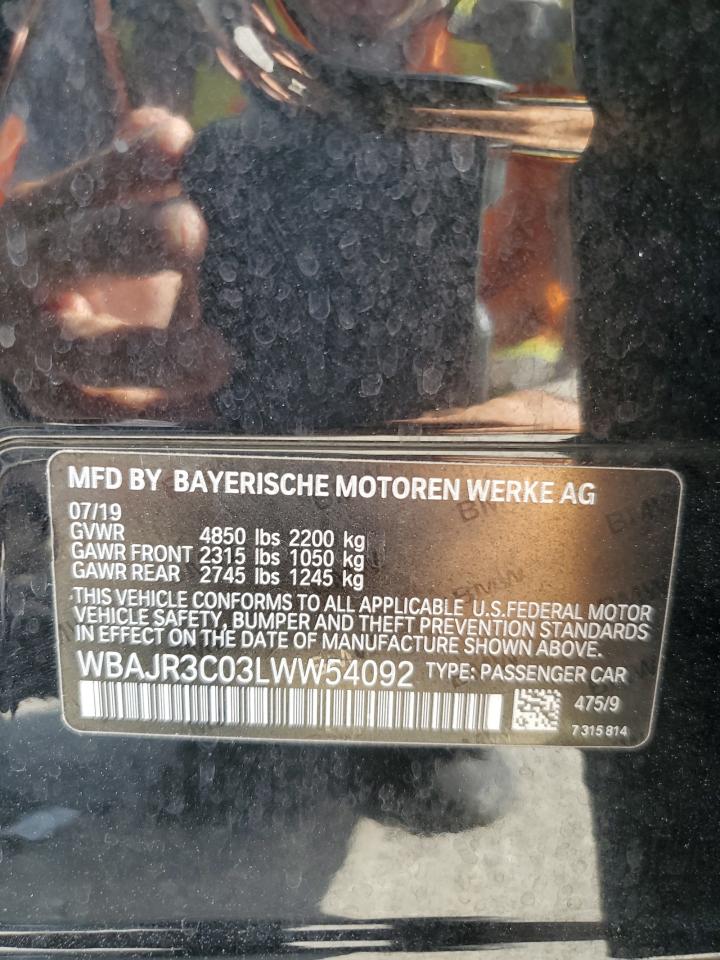 MFD BY BAYERISCHE MOTOREN WERKE AG
07/19
GVWR 4850 lbs 2200 kg
GAWR FRONT 2315 lbs 1050 kg
GAWR REAR 2745 lbs 1245 kg
THIS VEHICLE CONFORMS TO ALL APPLICABLE U.S.FEDERAL MOTOR
VEHICLE SAFETY, BUMPER AND THEFT PREVENTION STANDARDS
IN EFFECT ON THE DATE OF MANUFACTURE SHOWN ABOVE.
WBAJR3C03LWW54092 TYPE: PASSENGER CAR
475/9
7 315 814